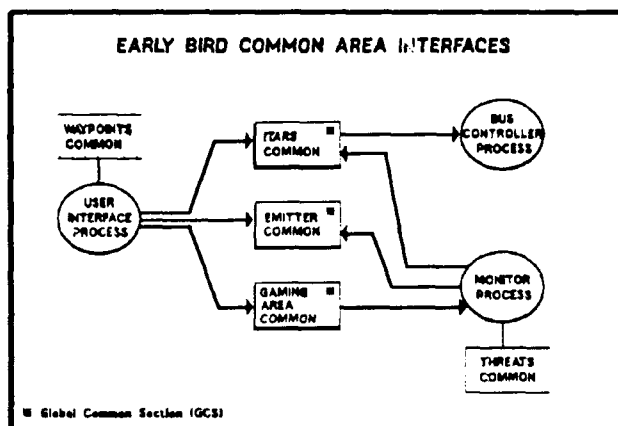 EARLY BIRD COMMON AREA INTERFACES
WAYPOINTS
COMMON
ITARS
COMMON
BUS
CONTROLLER
PROCESS
USER
INTERFACE
PROCESS
EMITTER
COMMON
GAMING
AREA
COMMON
MONITOR
PROCESS
THREATS
COMMON
■ Global Common Section (GCS)